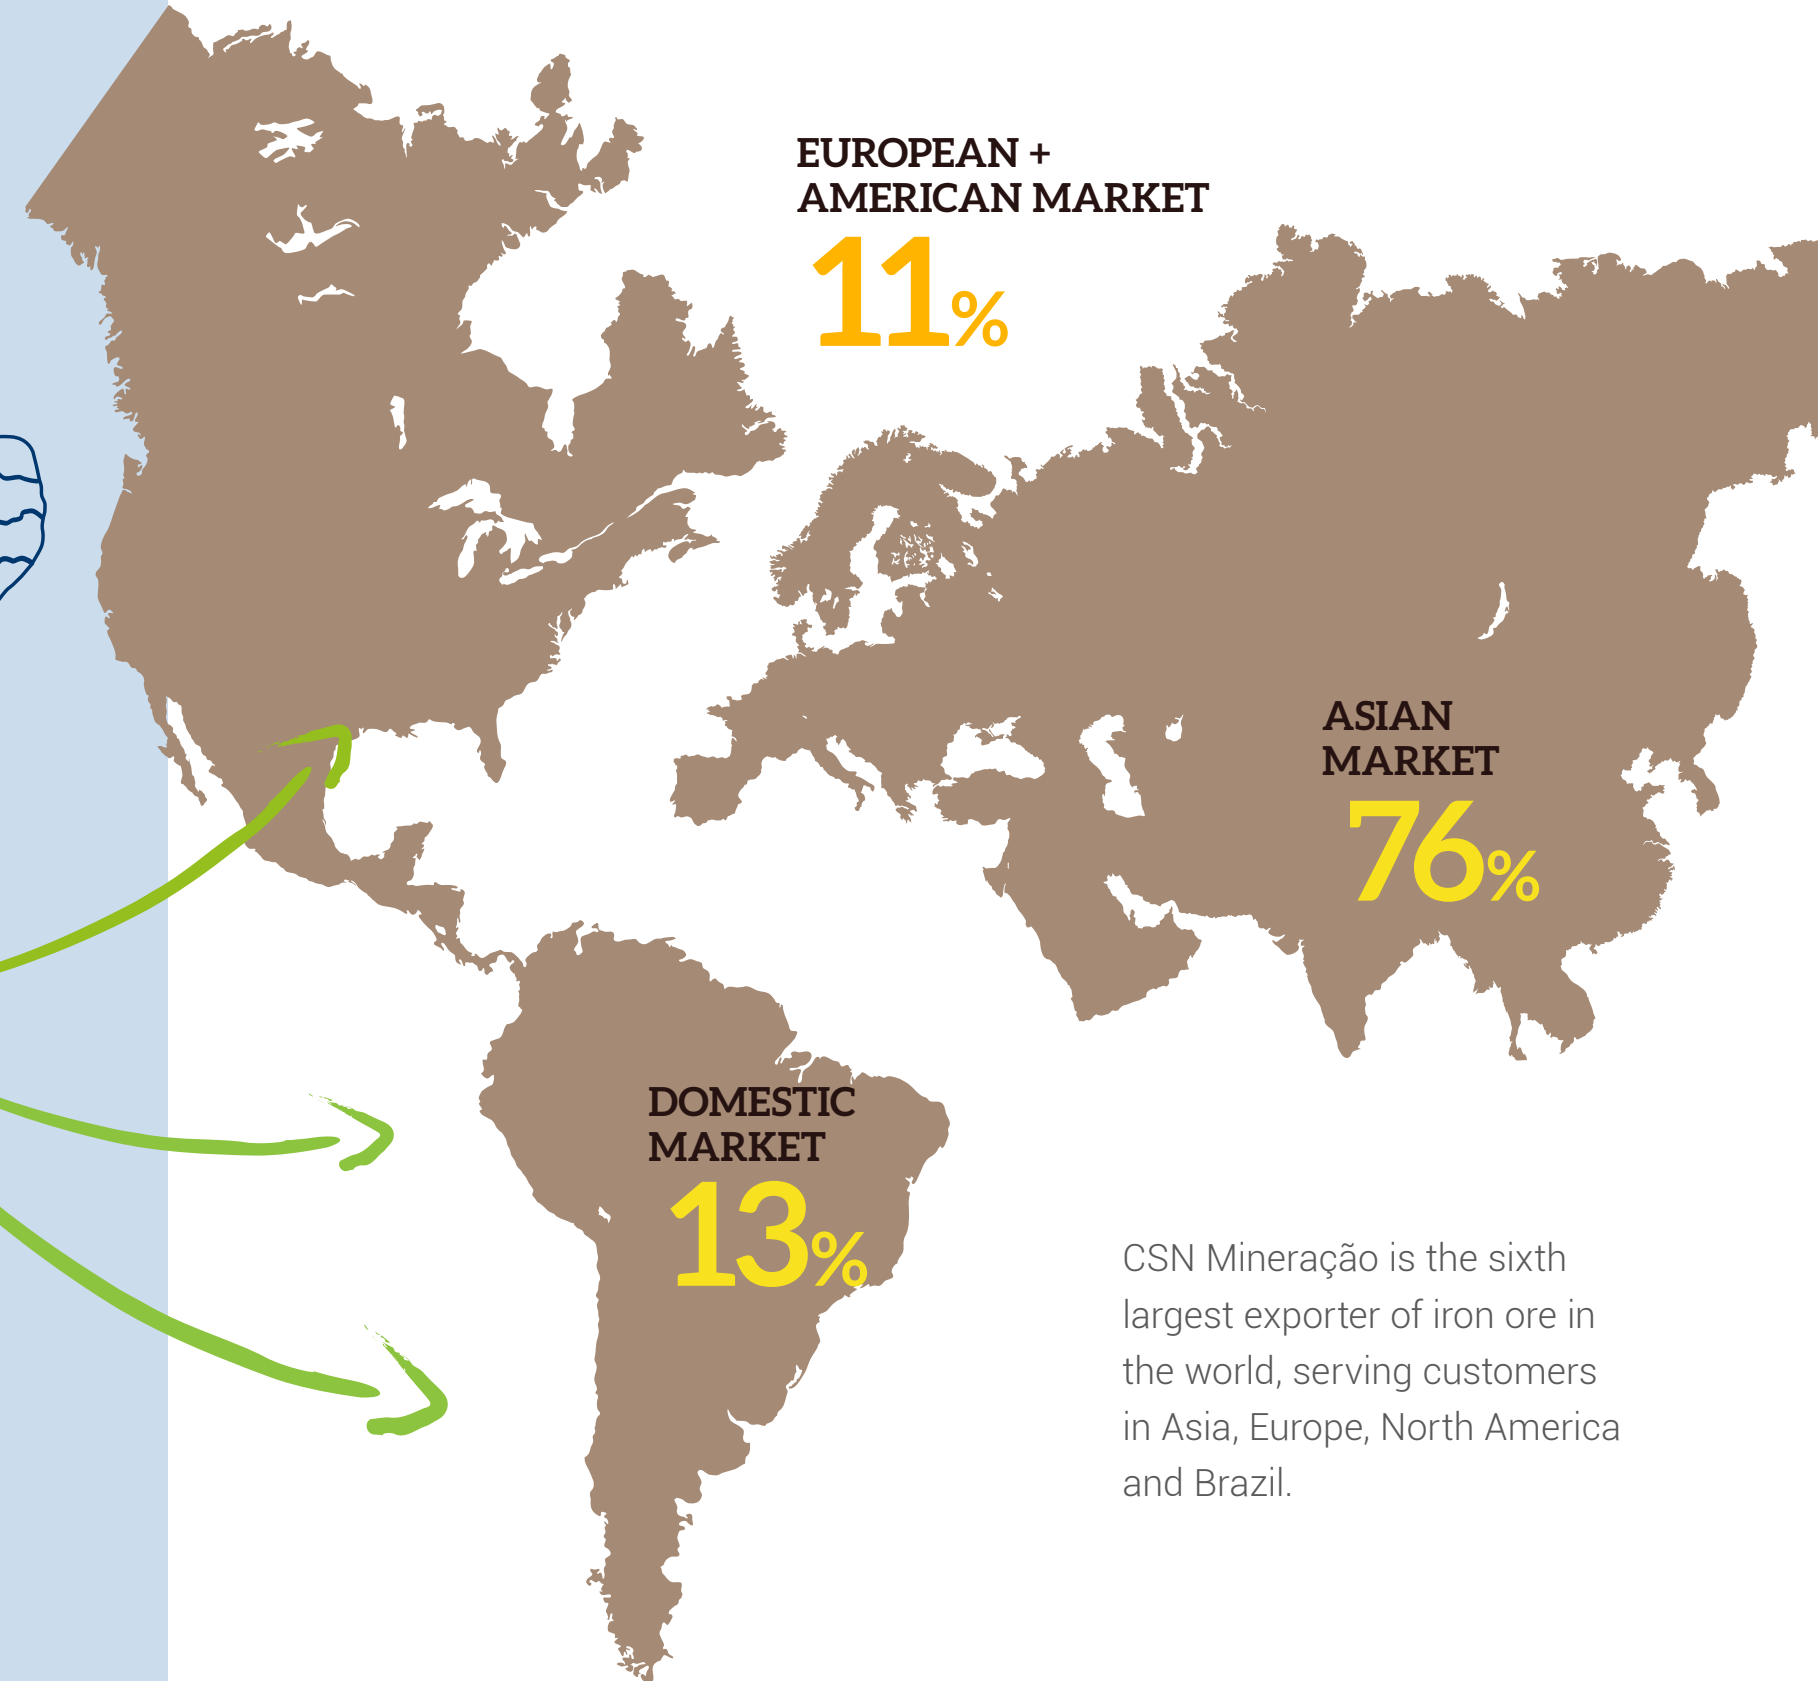 EUROPEAN +
AMERICAN MARKET
11%
ASIAN
MARKET
76%
DOMESTIC
MARKET
13%
CSN Mineração is the sixth
largest exporter of iron ore in
the world, serving customers
in Asia, Europe, North America
and Brazil.